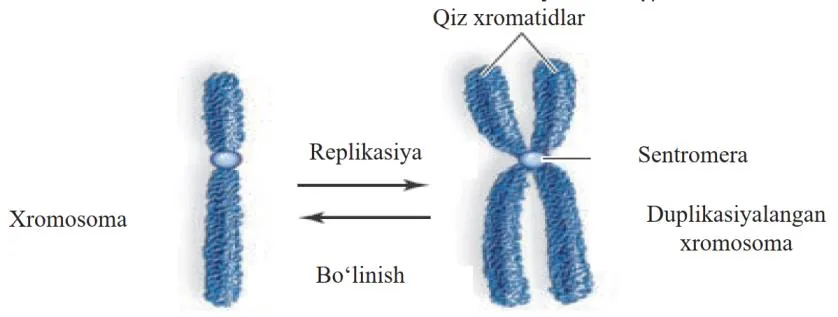 Qiz xromatidlar
Replikasiya
Sentromera
Xromosoma
Duplikasiyalangan
xromosoma
Bo‘linish